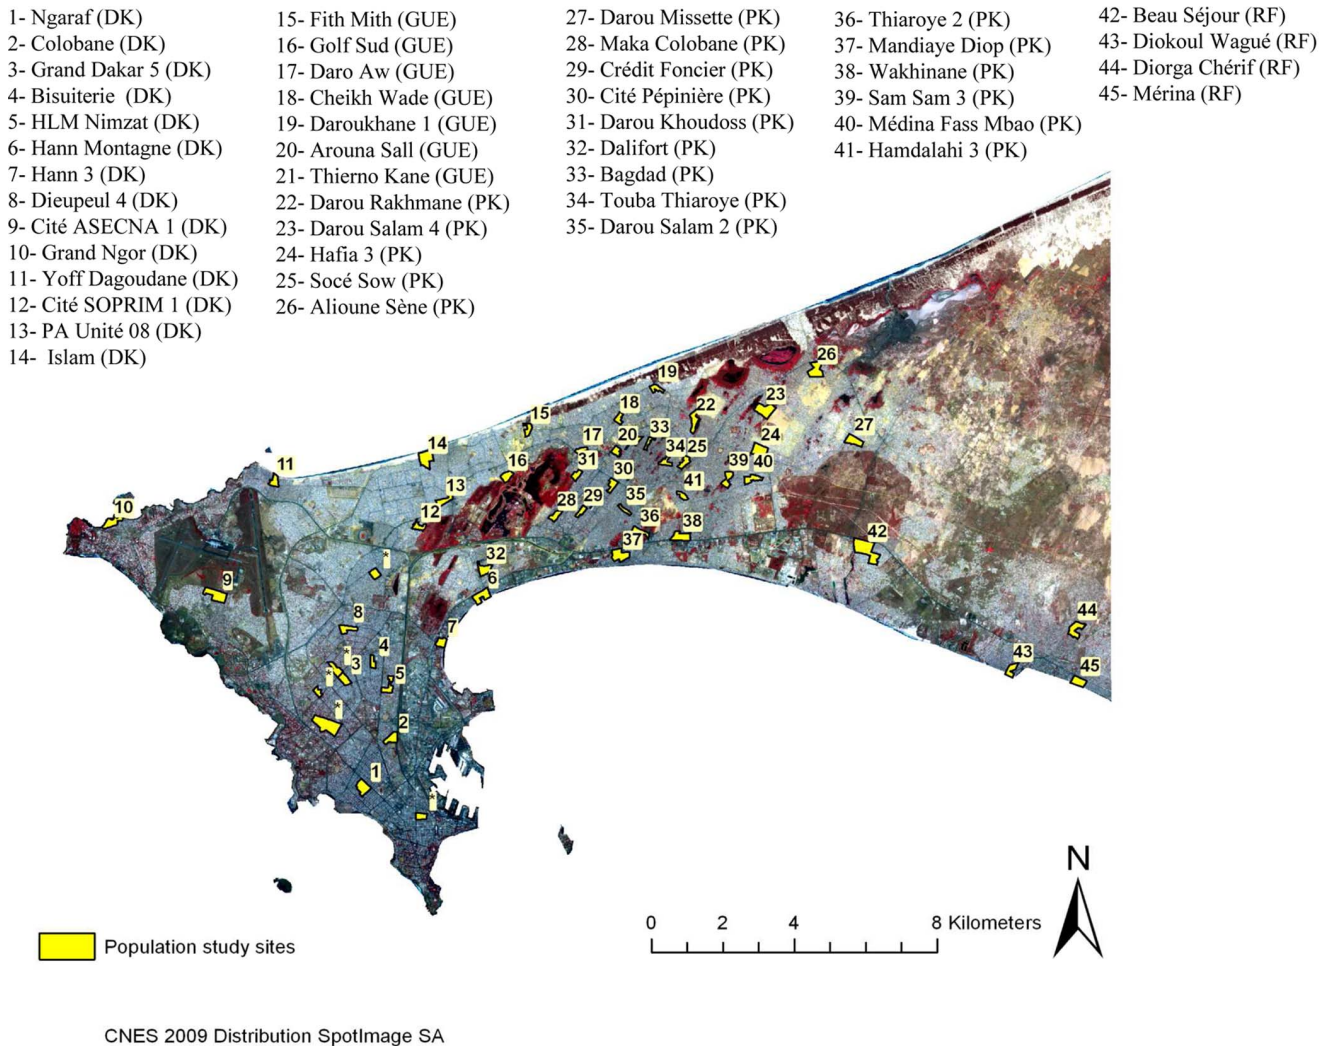 1- Ngaraf (DK)
2- Colobane (DK)
3- Grand Dakar 5 (DK)
4- Bisuiterie (DK)
5- HLM Nimzat (DK)
6- Hann Montagne (DK)
7- Hann 3 (DK)
8- Dieupeul 4 (DK)
9- Cité ASECNA 1 (DK)
10- Grand Ngor (DK)
11- Yoff Dagoudane (DK)
12- Cité SOPRIM 1 (DK)
13- PA Unité 08 (DK)
14- Islam (DK)
15- Fith Mith (GUE)
16- Golf Sud (GUE)
17- Daro Aw (GUE)
18- Cheikh Wade (GUE)
19- Daroukhane 1 (GUE)
20- Arouna Sall (GUE)
21- Thierno Kane (GUE)
22- Darou Rakhmane (PK)
23- Darou Salam 4 (PK)
24- Hafia 3 (PK)
25- Socé Sow (PK)
26- Alioune Sène (PK)
27- Darou Missette (PK)
28- Maka Colobane (PK)
29- Crédit Foncier (PK)
30- Cité Pépinière (PK)
31- Darou Khoudoss (PK)
32- Dalifort (PK)
33- Bagdad (PK)
34- Touba Thiaroye (PK)
35- Darou Salam 2 (PK)
36- Thiaroye 2 (PK)
37- Mandiaye Diop (PK)
38- Wakhinane (PK)
39- Sam Sam 3 (PK)
40- Médina Fass Mbao (PK)
41- Hamdalahi 3 (PK)
42- Beau Séjour (RF)
43- Diokoul Wagué (RF)
44- Diorga Chérif (RF)
45- Mérina (RF)
26
19
23
22
18
15
33
27
17
20
24
14
34
25
16
39
40
11
31
30
41
13
35
10
28
29
12
36
38
42
37
*
32
6
9
8
44
7
4
*
3
43
*
5
45
*
2
1
*
N
0 2 4 8 Kilometers
Population study sites
CNES 2009 Distribution SpotImage SA